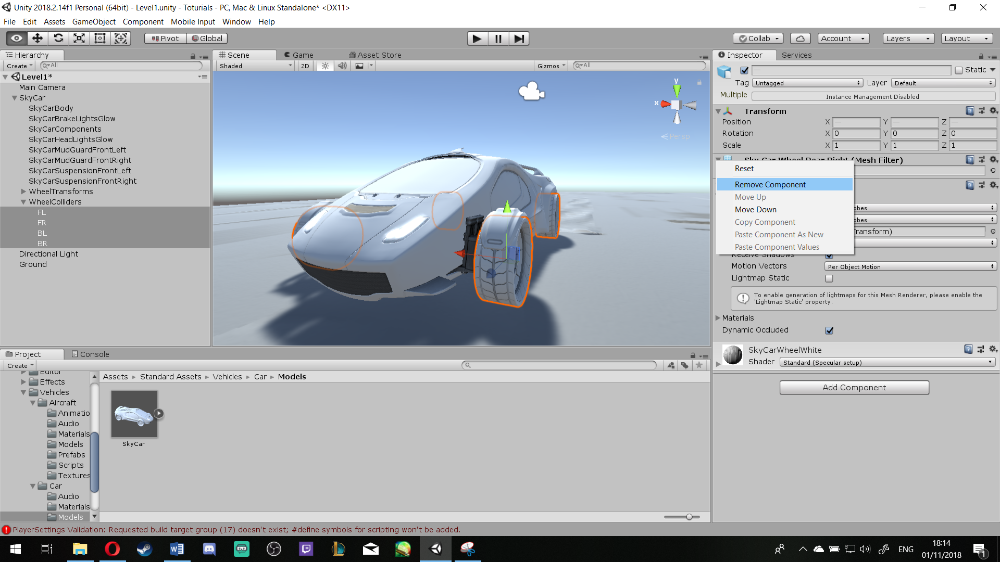 Unity 2018.2.14f1 Personal (64bit) - Level1.unity - Toturials - PC, Mac & Linux Standalone* <DX11>
File Edit Assets GameObject Component Mobile Input Window Help
Pivot Global Collab Account Layers Layout
Hierarchy
Create All
Level1*
Main Camera
SkyCar
SkyCarBody
SkyCarBrakeLightsGlow
SkyCarComponents
SkyCarHeadLightsGlow
SkyCarMudGuardFrontLeft
SkyCarMudGuardFrontRight
SkyCarSuspensionFrontLeft
SkyCarSuspensionFrontRight
WheelTransforms
WheelColliders
FL
FR
BL
BR
Directional Light
Ground
Scene Game Asset Store
Shaded 2D Gizmos All
y
x
Persp
Inspector Services
— Static
Tag Untagged Layer Default
Multiple Instance Management Disabled
Transform
Position X — Y — Z —
Rotation X 0 Y 0 Z 0
Scale X 1 Y 1 Z 1
Sky Car Wheel Rear Right (Mesh Filter)
Reset
Remove Component
Move Up
Move Down
Copy Component
Paste Component As New
Paste Component Values
obes
obes
ransform)
Receive Shadows
Motion Vectors Per Object Motion
Lightmap Static
To enable generation of lightmaps for this Mesh Renderer, please enable the
'Lightmap Static' property.
Materials
Dynamic Occluded
SkyCarWheelWhite
Shader Standard (Specular setup)
Add Component
Project Console
Create
Editor
Effects
Vehicles
Aircraft
Animatio
Audio
Materials
Models
Prefabs
Scripts
Textures
Car
Audio
Materials
Models
Assets Standard Assets Vehicles Car Models
SkyCar
PlayerSettings Validation: Requested build target group (17) doesn't exist; #define symbols for scripting won't be added.
ENG
18:14
01/11/2018
1